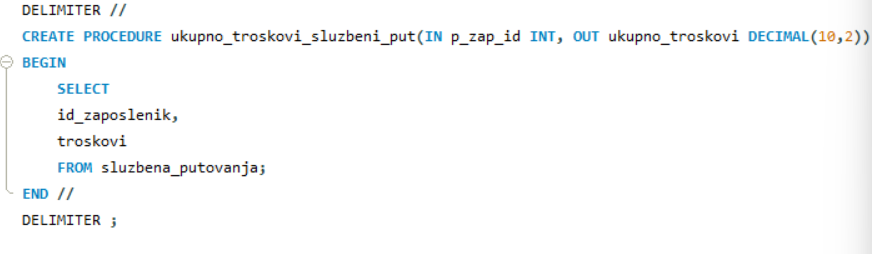 DELIMITER //
CREATE PROCEDURE ukupno_troskovi_sluzbeni_put(IN p_zap_id INT, OUT ukupno_troskovi DECIMAL(10,2))
BEGIN
    SELECT
    id_zaposlenik,
    troskovi
    FROM sluzbena_putovanja;
END //
DELIMITER ;